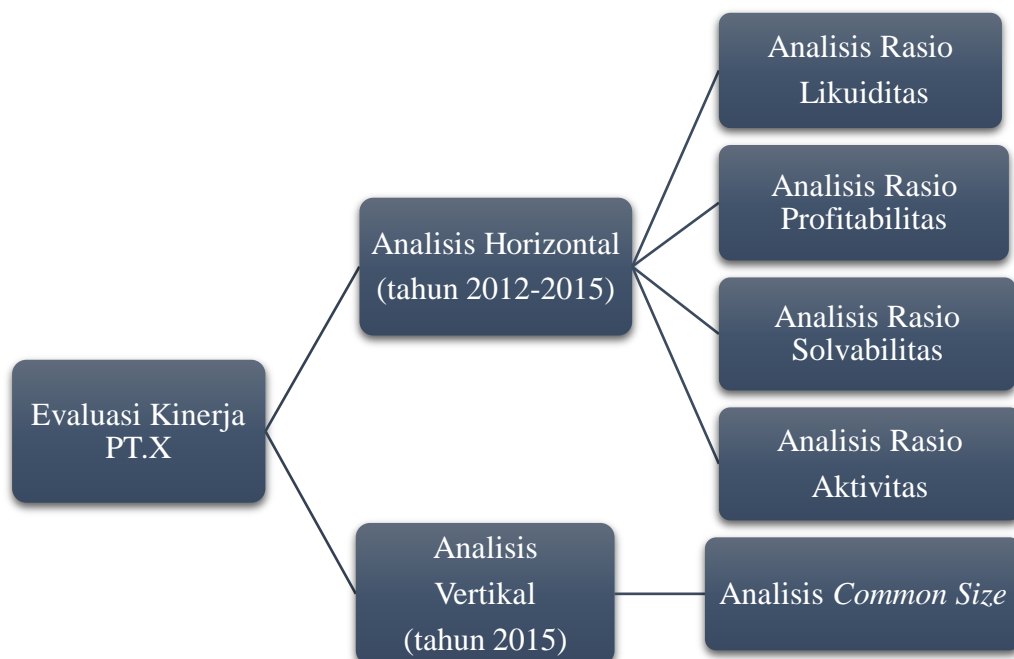 Evaluasi Kinerja
PT.X
Analisis Horizontal
(tahun 2012-2015)
Analisis Rasio
Likuiditas
Analisis Rasio
Profitabilitas
Analisis Rasio
Solvabilitas
Analisis Rasio
Aktivitas
Analisis
Vertikal
(tahun 2015)
Analisis Common Size